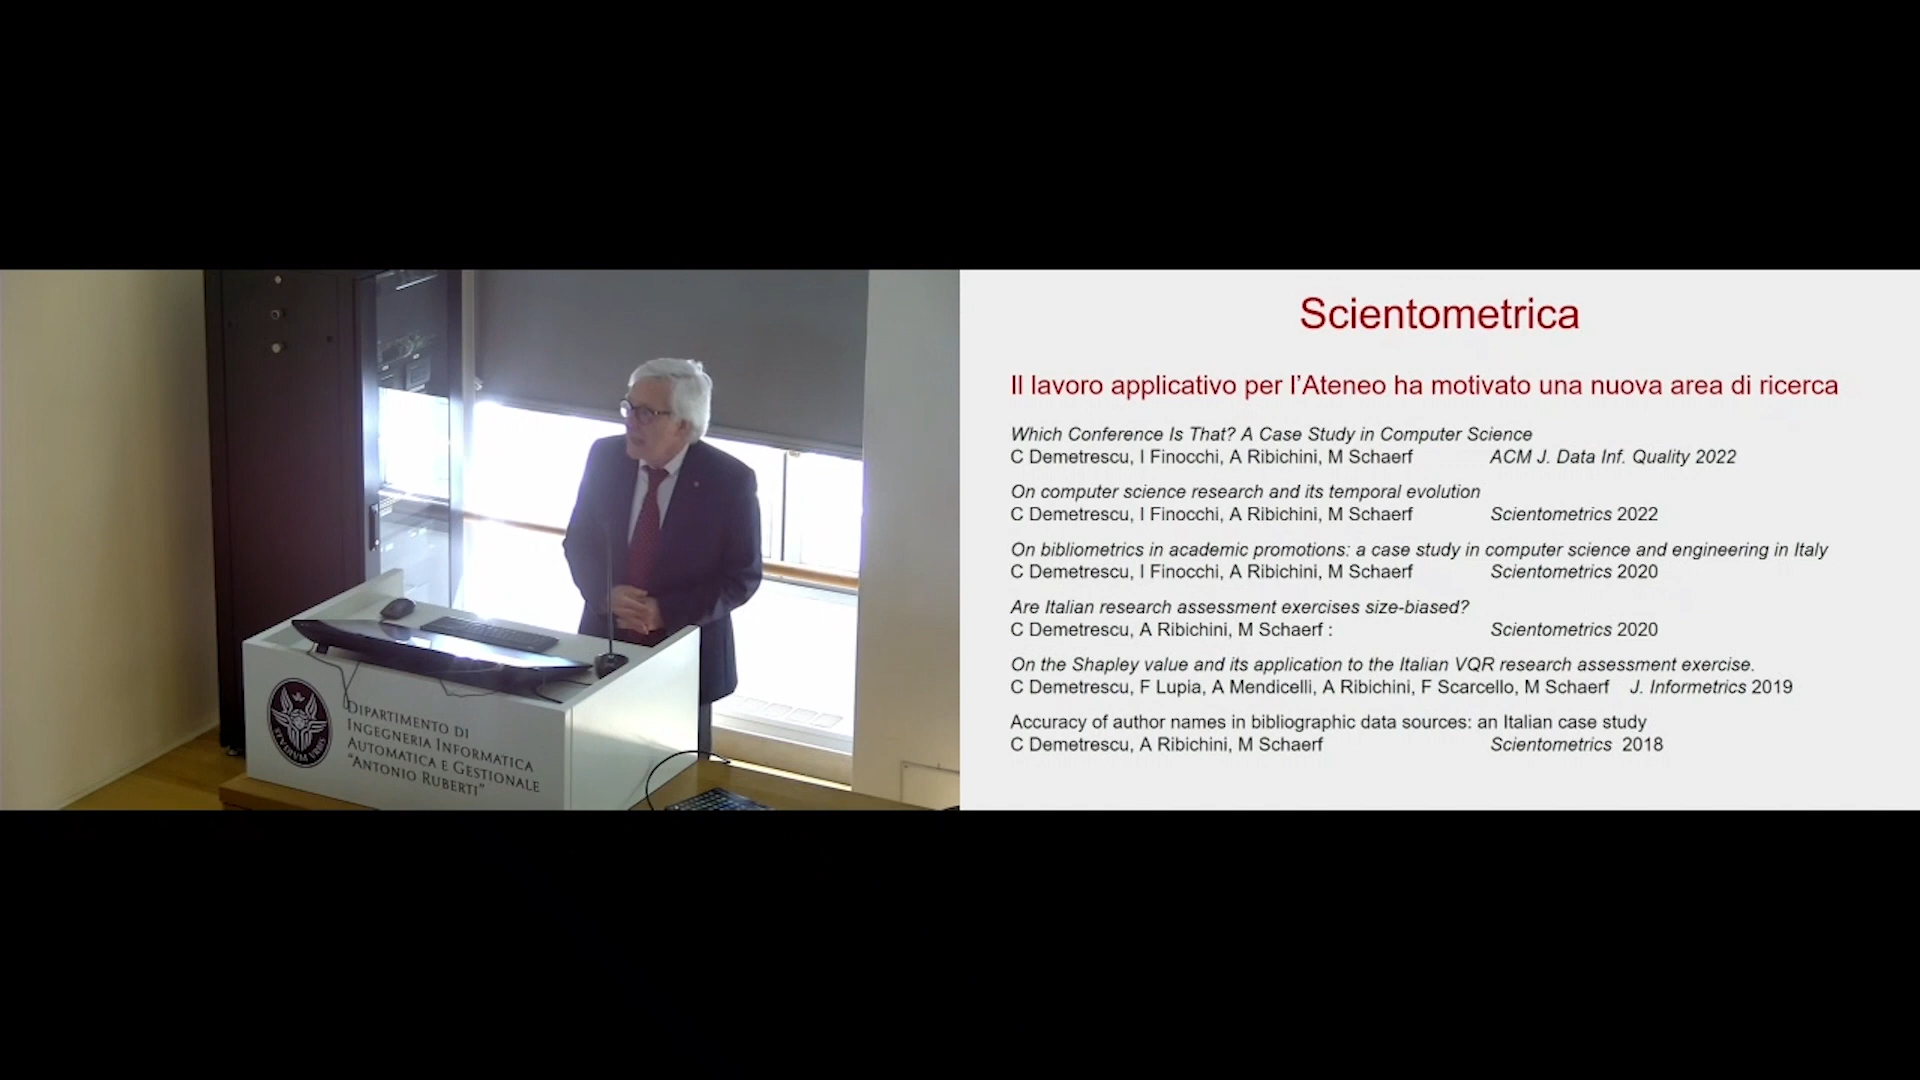 STVDIVM VRBIS
DIPARTIMENTO DI
INGEGNERIA INFORMATICA
AUTOMATICA E GESTIONALE
"ANTONIO RUBERTI"
Scientometrica
Il lavoro applicativo per l’Ateneo ha motivato una nuova area di ricerca
Which Conference Is That? A Case Study in Computer Science
C Demetrescu, I Finocchi, A Ribichini, M Schaerf ACM J. Data Inf. Quality 2022
On computer science research and its temporal evolution
C Demetrescu, I Finocchi, A Ribichini, M Schaerf Scientometrics 2022
On bibliometrics in academic promotions: a case study in computer science and engineering in Italy
C Demetrescu, I Finocchi, A Ribichini, M Schaerf Scientometrics 2020
Are Italian research assessment exercises size-biased?
C Demetrescu, A Ribichini, M Schaerf : Scientometrics 2020
On the Shapley value and its application to the Italian VQR research assessment exercise.
C Demetrescu, F Lupia, A Mendicelli, A Ribichini, F Scarcello, M Schaerf J. Informetrics 2019
Accuracy of author names in bibliographic data sources: an Italian case study
C Demetrescu, A Ribichini, M Schaerf Scientometrics 2018